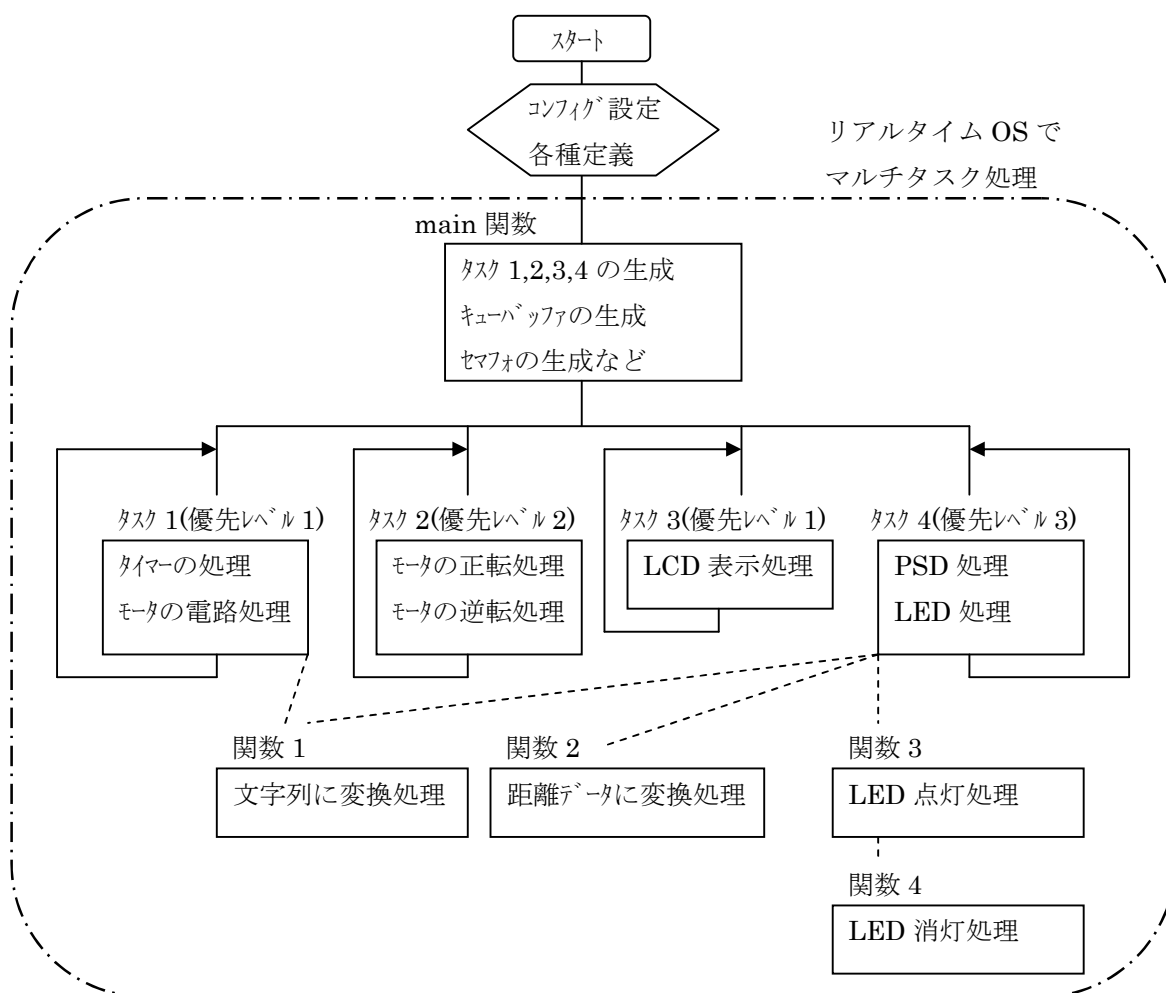 スタート
コンフィグ設定
各種定義
リアルタイム OS で
マルチタスク処理
main 関数
タスク 1,2,3,4 の生成
キューバッファの生成
セマフォの生成など
タスク 1(優先レベル 1)
タイマーの処理
モータの電路処理
タスク 2(優先レベル 2)
モータの正転処理
モータの逆転処理
タスク 3(優先レベル 1)
LCD 表示処理
タスク 4(優先レベル 3)
PSD 処理
LED 処理
関数 1
文字列に変換処理
関数 2
距離データに変換処理
関数 3
LED 点灯処理
関数 4
LED 消灯処理